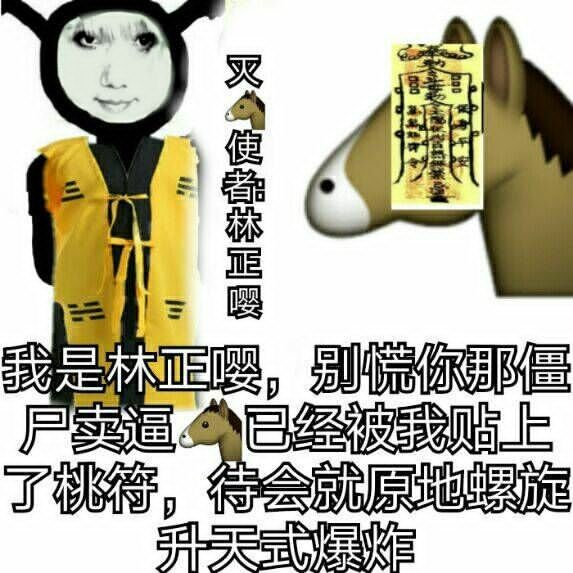 灭🐴使者:林正嘤
我是林正嘤，别慌你那僵
尸卖逼🐴已经被我贴上
了桃符，待会就原地螺旋
升天式爆炸